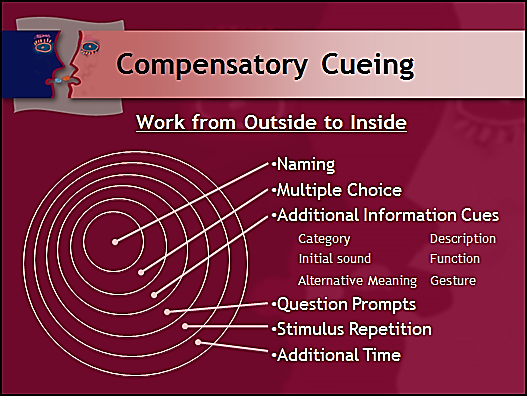 Compensatory Cueing
Work from Outside to Inside
•Naming
•Multiple Choice
•Additional Information Cues
Category Description
Initial sound Function
Alternative Meaning Gesture
•Question Prompts
•Stimulus Repetition
•Additional Time